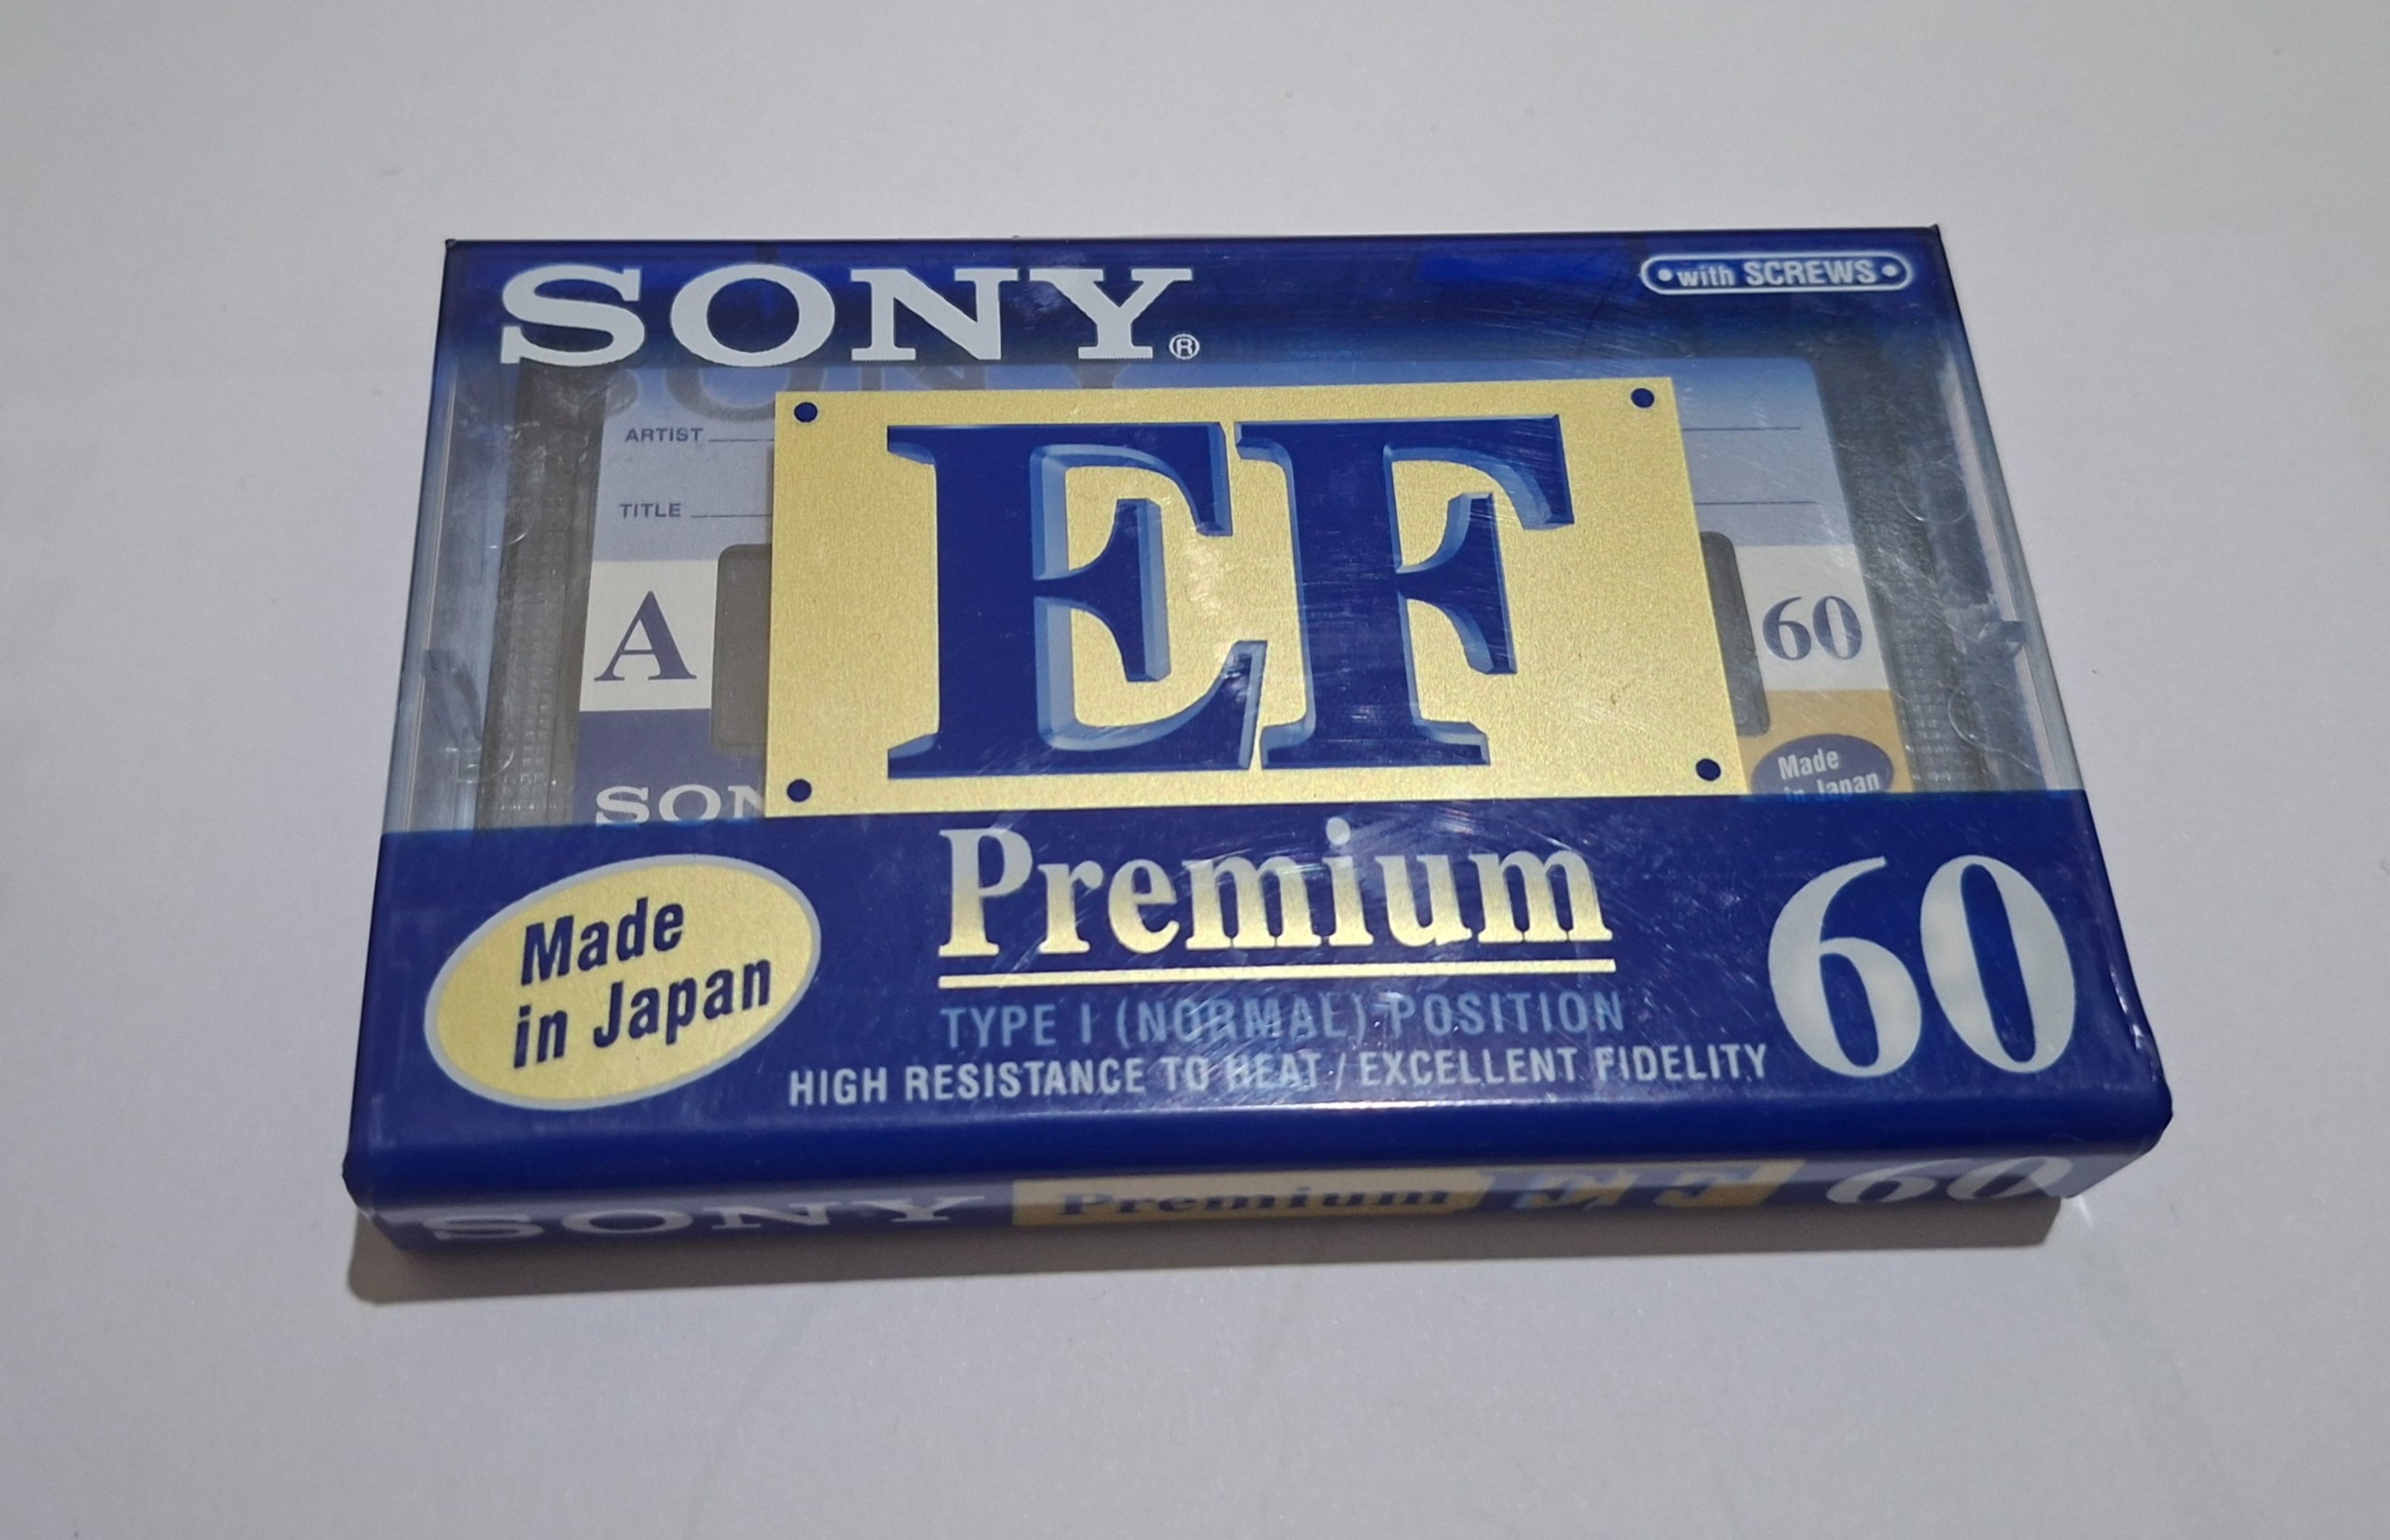 SONY®
• with SCREWS •
ARTIST
TITLE
EF
A
60
Made
in Japan
SON
Premium
60
Made
in Japan
TYPE I (NORMAL) POSITION
HIGH RESISTANCE TO HEAT / EXCELLENT FIDELITY
SONY Premium EF 60